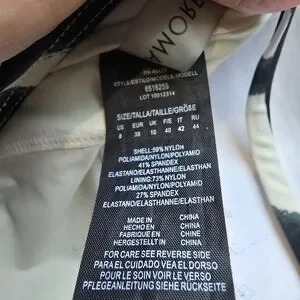 AMORE
STYLE/ESTILO/MODELE/MODELL
6516259
LOT 10012314
SIZE/TALLA/TAILLE/GRÖßE
US EUR UK F/E IT RU
8 38 10 40 42 44
SHELL:59% NYLON
POLIAMIDA/NYLON/POLYAMID
41% SPANDEX
ELASTANO/ELASTHANNE/ELASTHAN
LINING:73% NYLON
POLIAMIDA/NYLON/POLYAMID
27% SPANDEX
ELASTANO/ELASTHANNE/ELASTHAN
MADE IN CHINA
HECHO EN CHINA
FABRIQUÉ EN CHINE
HERGESTELLT IN CHINA
FOR CARE SEE REVERSE SIDE
PARA EL CUIDADO VEA EL DORSO
POUR LE SOIN VOIR LE VERSO
PFLEGEANLEITUNG SIEHE RUCKSEITE